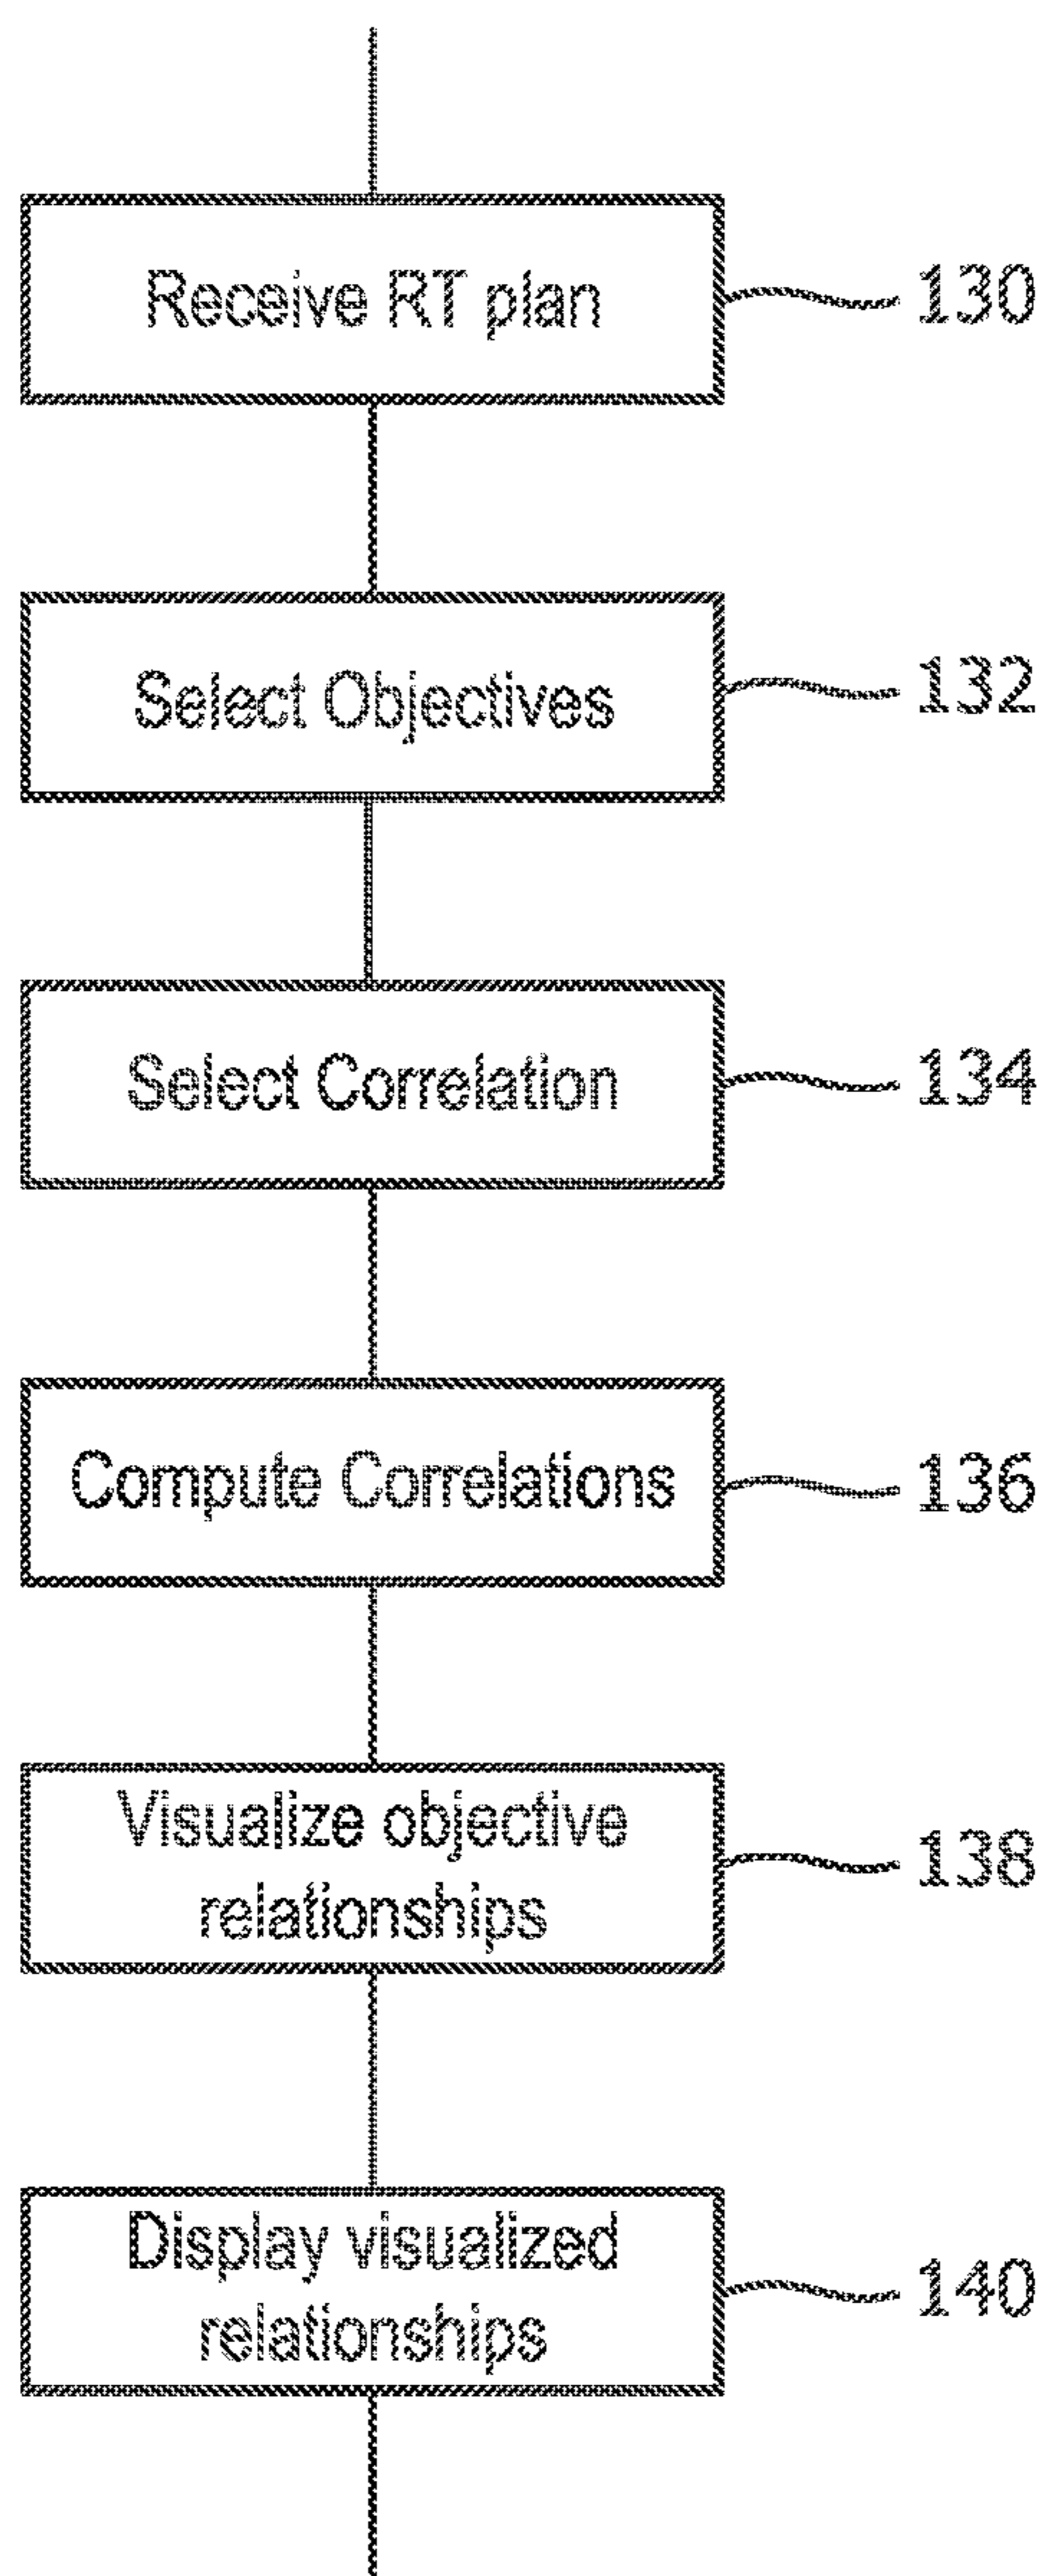 Receive RT plan
130
Select Objectives
132
Select Correlation
134
Compute Correlations
136
Visualize objective
relationships
138
Display visualized
relationships
140